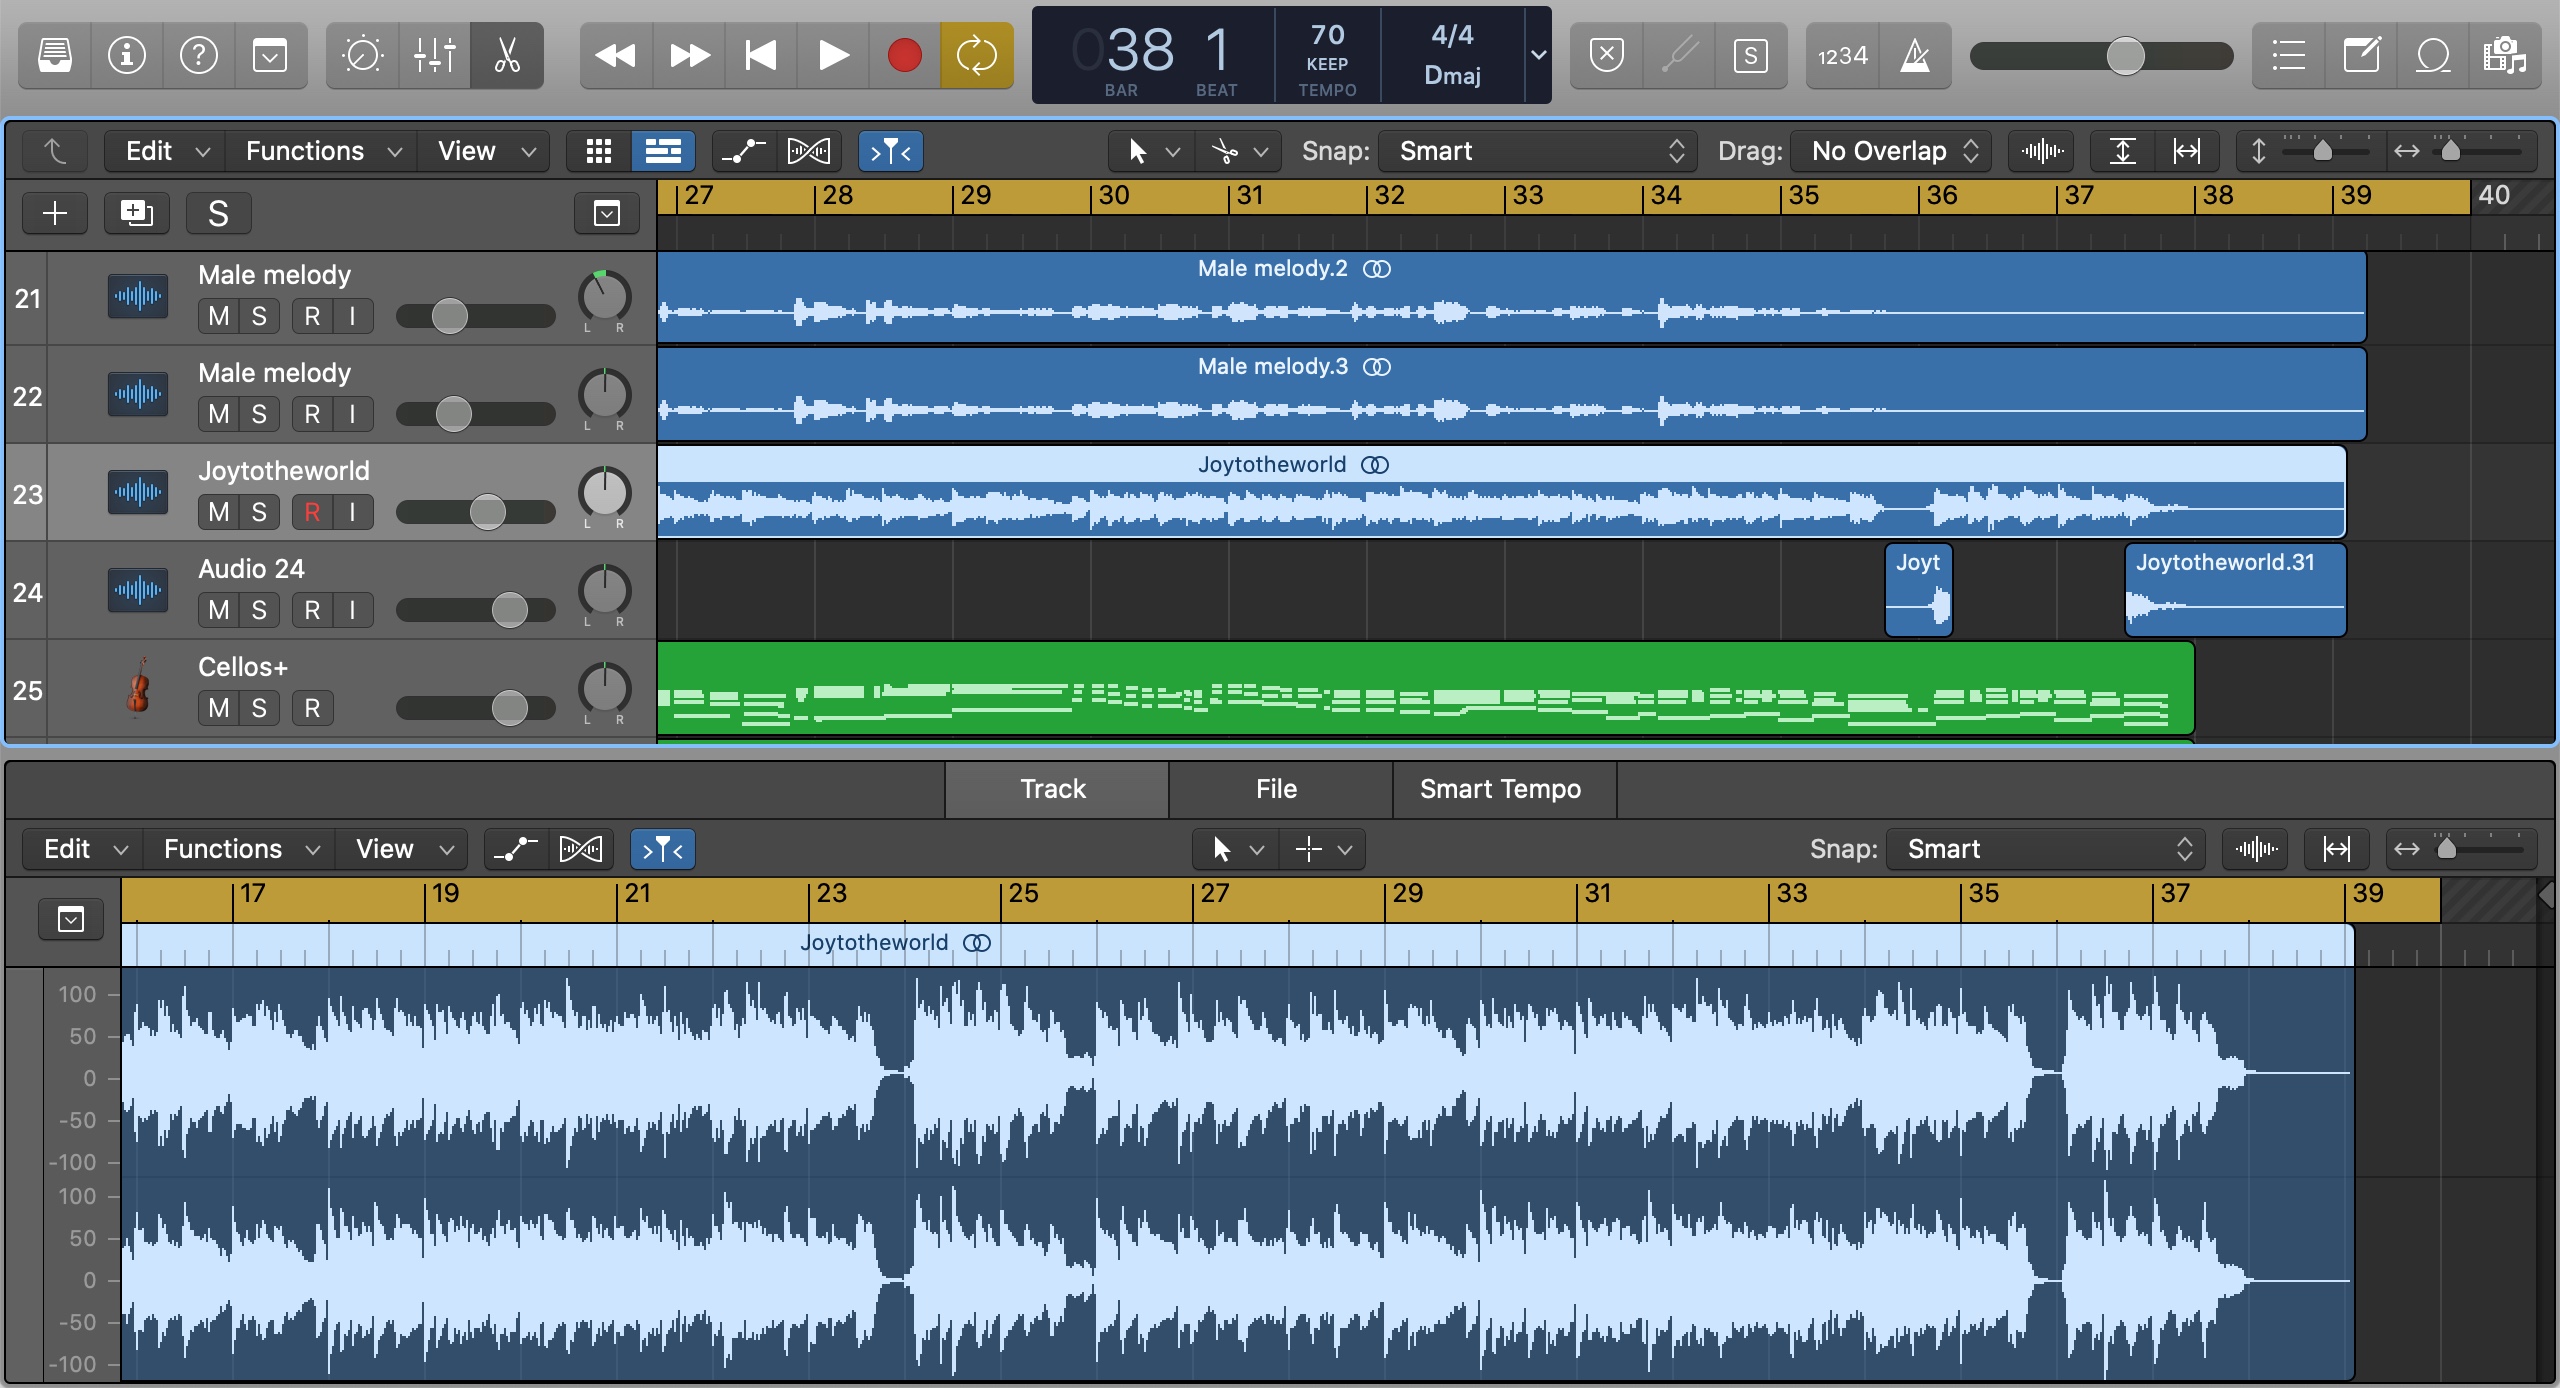 038 1 70 4/4
KEEP Dmaj
BAR BEAT TEMPO
S 1234
Edit Functions View Snap: Smart Drag: No Overlap
S 27 28 29 30 31 32 33 34 35 36 37 38 39 40
21 Male melody
M S R I
L R
Male melody.2
22 Male melody
M S R I
L R
Male melody.3
23 Joytotheworld
M S R I
L R
Joytotheworld
24 Audio 24
M S R I
L R
Joyt Joytotheworld.31
25 Cellos+
M S R
L R
Track File Smart Tempo
Edit Functions View Snap: Smart
17 19 21 23 25 27 29 31 33 35 37 39
Joytotheworld
100
50
0
-50
-100
100
50
0
-50
-100